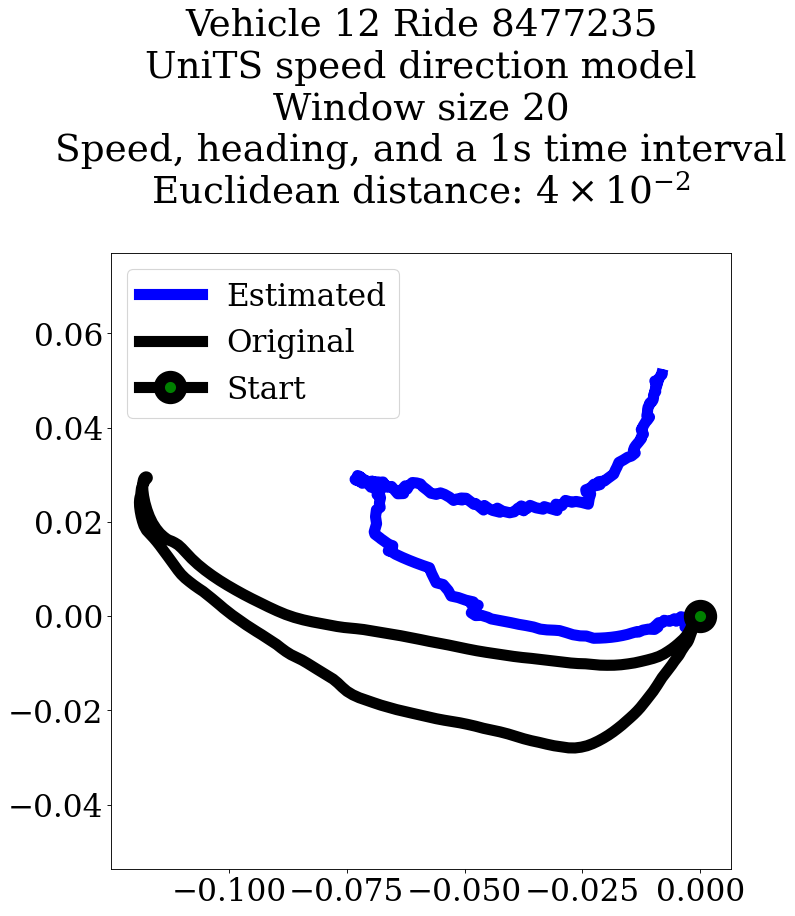 Vehicle 12 Ride 8477235
UniTS speed direction model
Window size 20
Speed, heading, and a 1s time interval
Euclidean distance: 4 × 10⁻²
Estimated
Original
Start
0.06
0.04
0.02
0.00
−0.02
−0.04
−0.100 −0.075 −0.050 −0.025 0.000